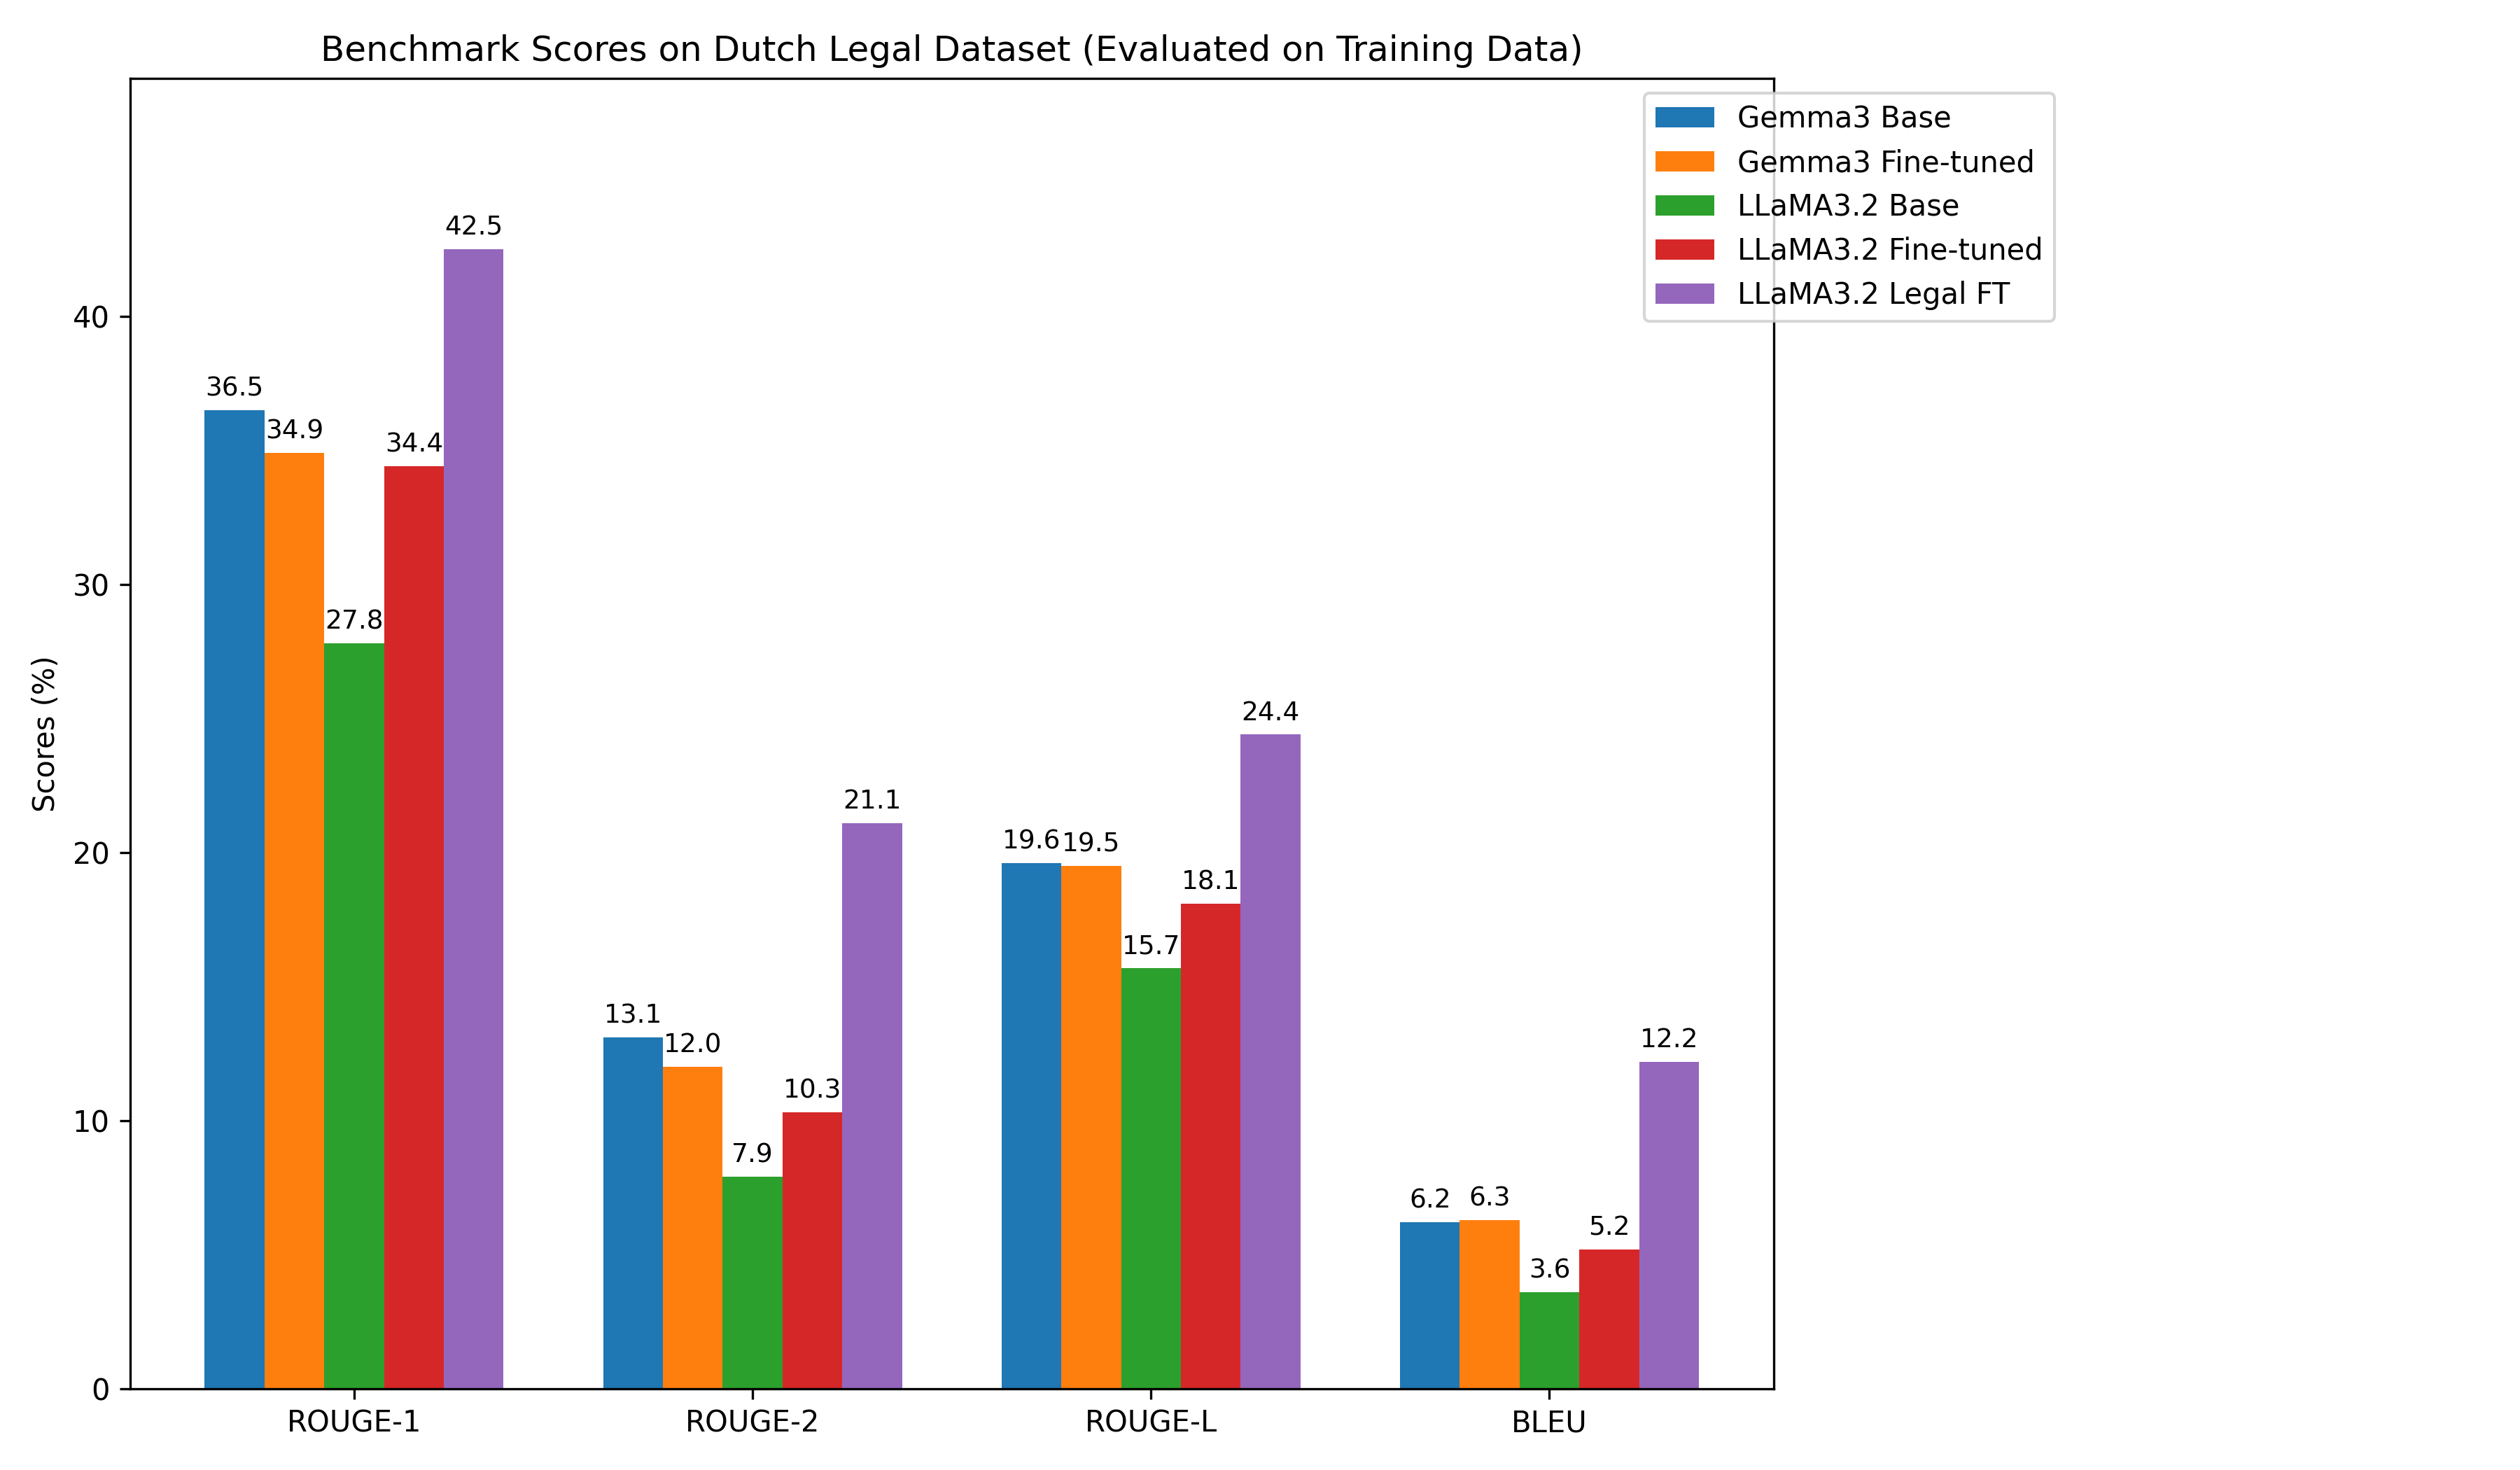 Benchmark Scores on Dutch Legal Dataset (Evaluated on Training Data)
Gemma3 Base
Gemma3 Fine-tuned
LLaMA3.2 Base
LLaMA3.2 Fine-tuned
LLaMA3.2 Legal FT
Scores (%)
40
30
20
10
0
36.5
34.9
27.8
34.4
42.5
13.1
12.0
7.9
10.3
21.1
19.6
19.5
15.7
18.1
24.4
6.2
6.3
3.6
5.2
12.2
ROUGE-1
ROUGE-2
ROUGE-L
BLEU